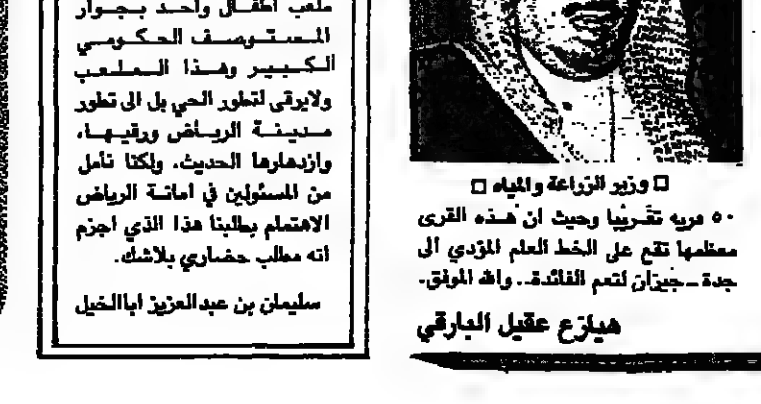 □ وزير الزراعة والمياه □
٥٠ قريه تقريبا وحيث ان هذه القرى
معظمها تقع على الخط العام المؤدي الى
جدة ـ جيزان لتعم الفائدة.. والله الموفق.
هيازع عقيل البارقي
ملعب اطفال واحد بجوار
المستوصف الحكومي
الكبير وهذا الملعب
ولايرقى لتطور الحي بل الى تطور
مدينة الرياض ورقيها،
وازدهارها الحديث. ولكنا نأمل
من المسئولين في امانة الرياض
الاهتمام بطلبنا هذا الذي اجزم
انه مطلب حضاري بلاشك.
سليمان بن عبدالعزيز اباالخيل